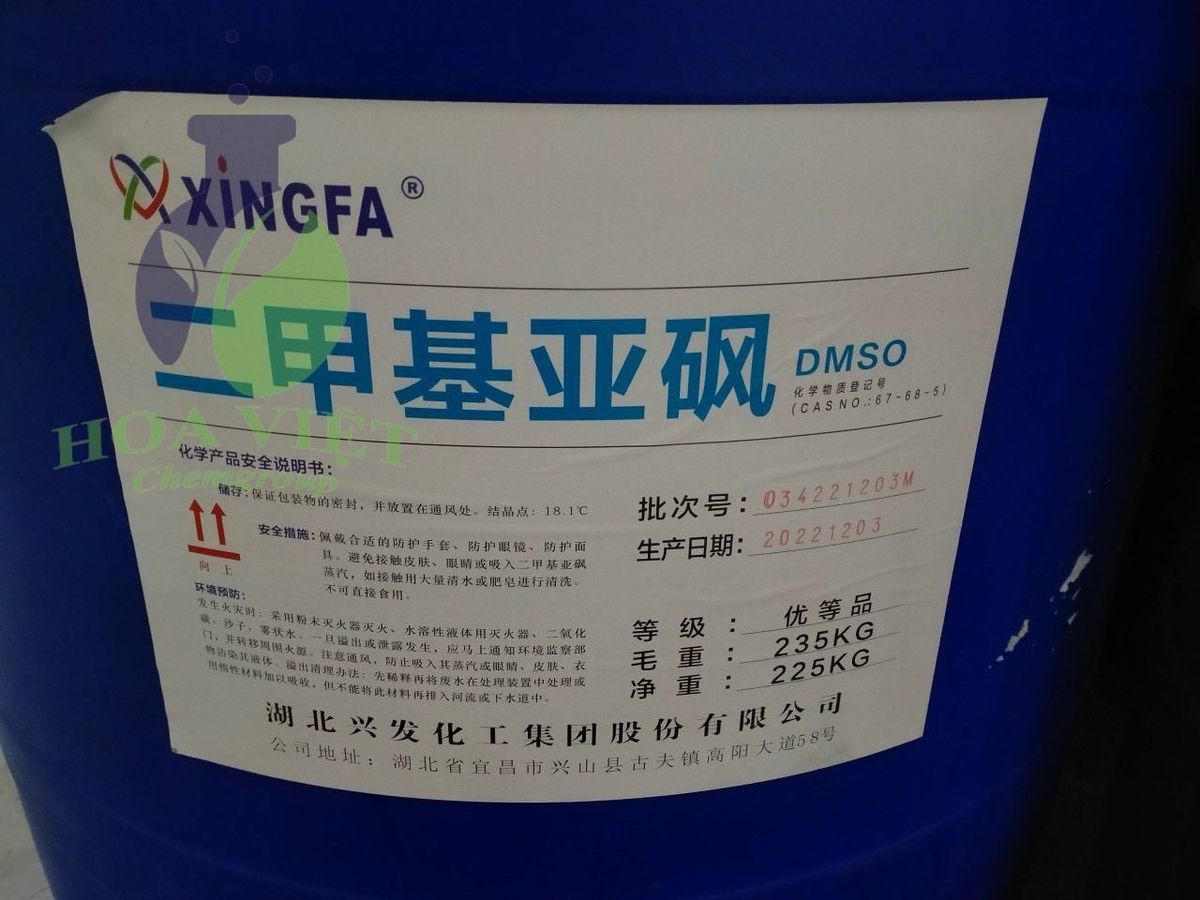 XINGFA®
二甲基亚砜
DMSO
化学物质登记号
(CASNO.:67-68-5)
HOA VIỆT
Chemgroup
化学产品安全说明书:
储存:保证包装物的密封，并放置在通风处。结晶点:18.1℃
向上
安全措施:佩戴合适的防护手套、防护眼镜、防护面
具。避免接触皮肤、眼睛或吸入二甲基亚砜
蒸汽，如接触用大量清水或肥皂进行清洗。
不可直接食用。
环境预防:
发生火灾时:采用粉末灭火器灭火、水溶性液体用灭火器、二氧化
碳、沙子、雾状水。一旦溢出或泄露发生，应马上通知环境监察部
门，并转移周围火源。注意通风，防止吸入其蒸汽或眼睛、皮肤、衣
物沾染其液体。溢出清理办法:先稀释再将废水在处理装置中处理或
用惰性材料加以吸收，但不能将此材料再排入河流或下水道中。
批次号:034221203M
生产日期:20221203
等级:优等品
毛重:235KG
净重:225KG
湖北兴发化工集团股份有限公司
公司地址:湖北省宜昌市兴山县古夫镇高阳大道58号